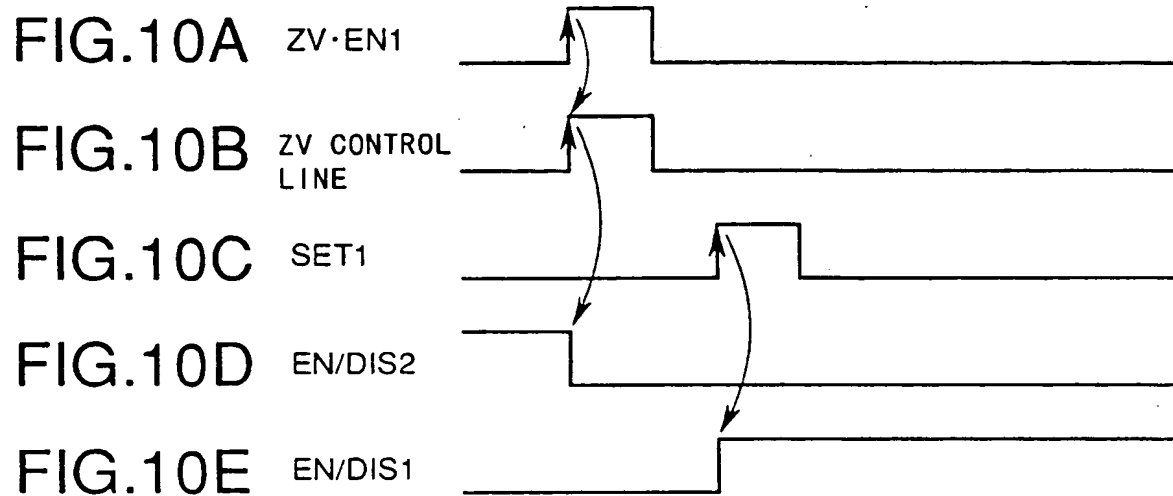 FIG.10A ZV·EN1
FIG.10B ZV CONTROL
LINE
FIG.10C SET1
FIG.10D EN/DIS2
FIG.10E EN/DIS1